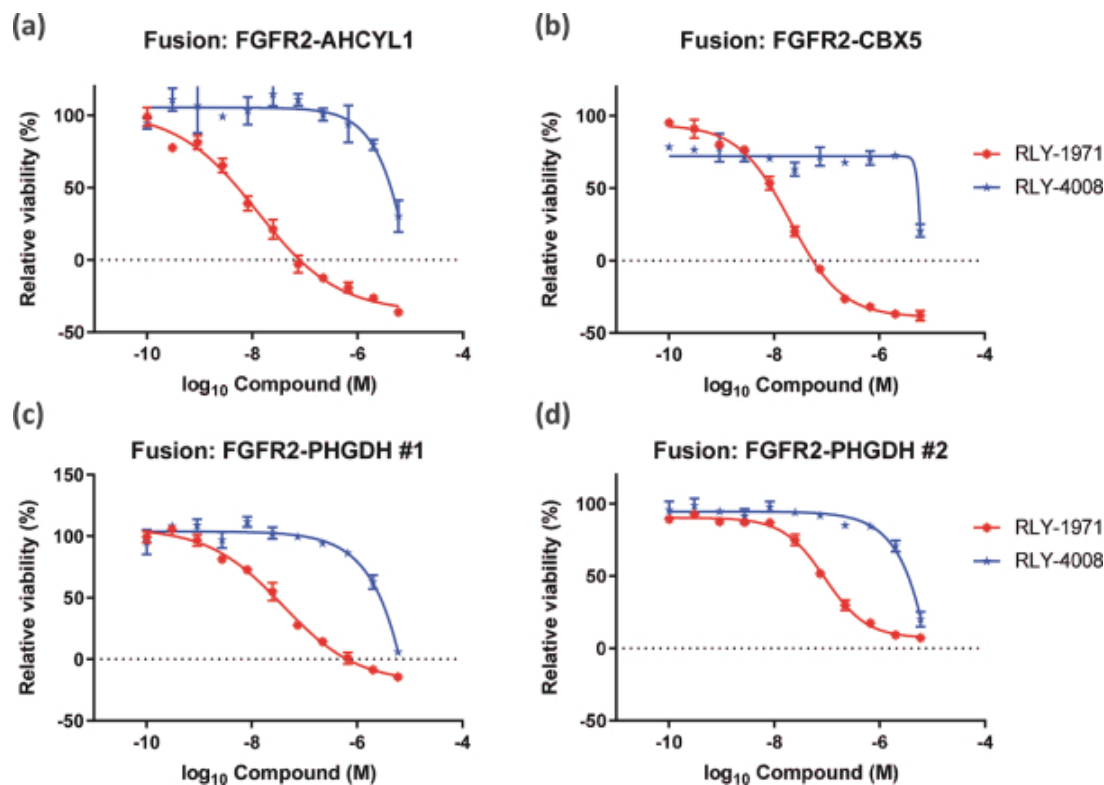 (a)
Fusion: FGFR2-AHCYL1
Relative viability (%)
100
50
0
-50
-10
-8
-6
-4
log10 Compound (M)
(b)
Fusion: FGFR2-CBX5
Relative viability (%)
100
50
0
-50
-10
-8
-6
-4
log10 Compound (M)
RLY-1971
RLY-4008
(c)
Fusion: FGFR2-PHGDH #1
Relative viability (%)
150
100
50
0
-50
-10
-8
-6
-4
log10 Compound (M)
(d)
Fusion: FGFR2-PHGDH #2
Relative viability (%)
100
50
0
-50
-10
-8
-6
-4
log10 Compound (M)
RLY-1971
RLY-4008